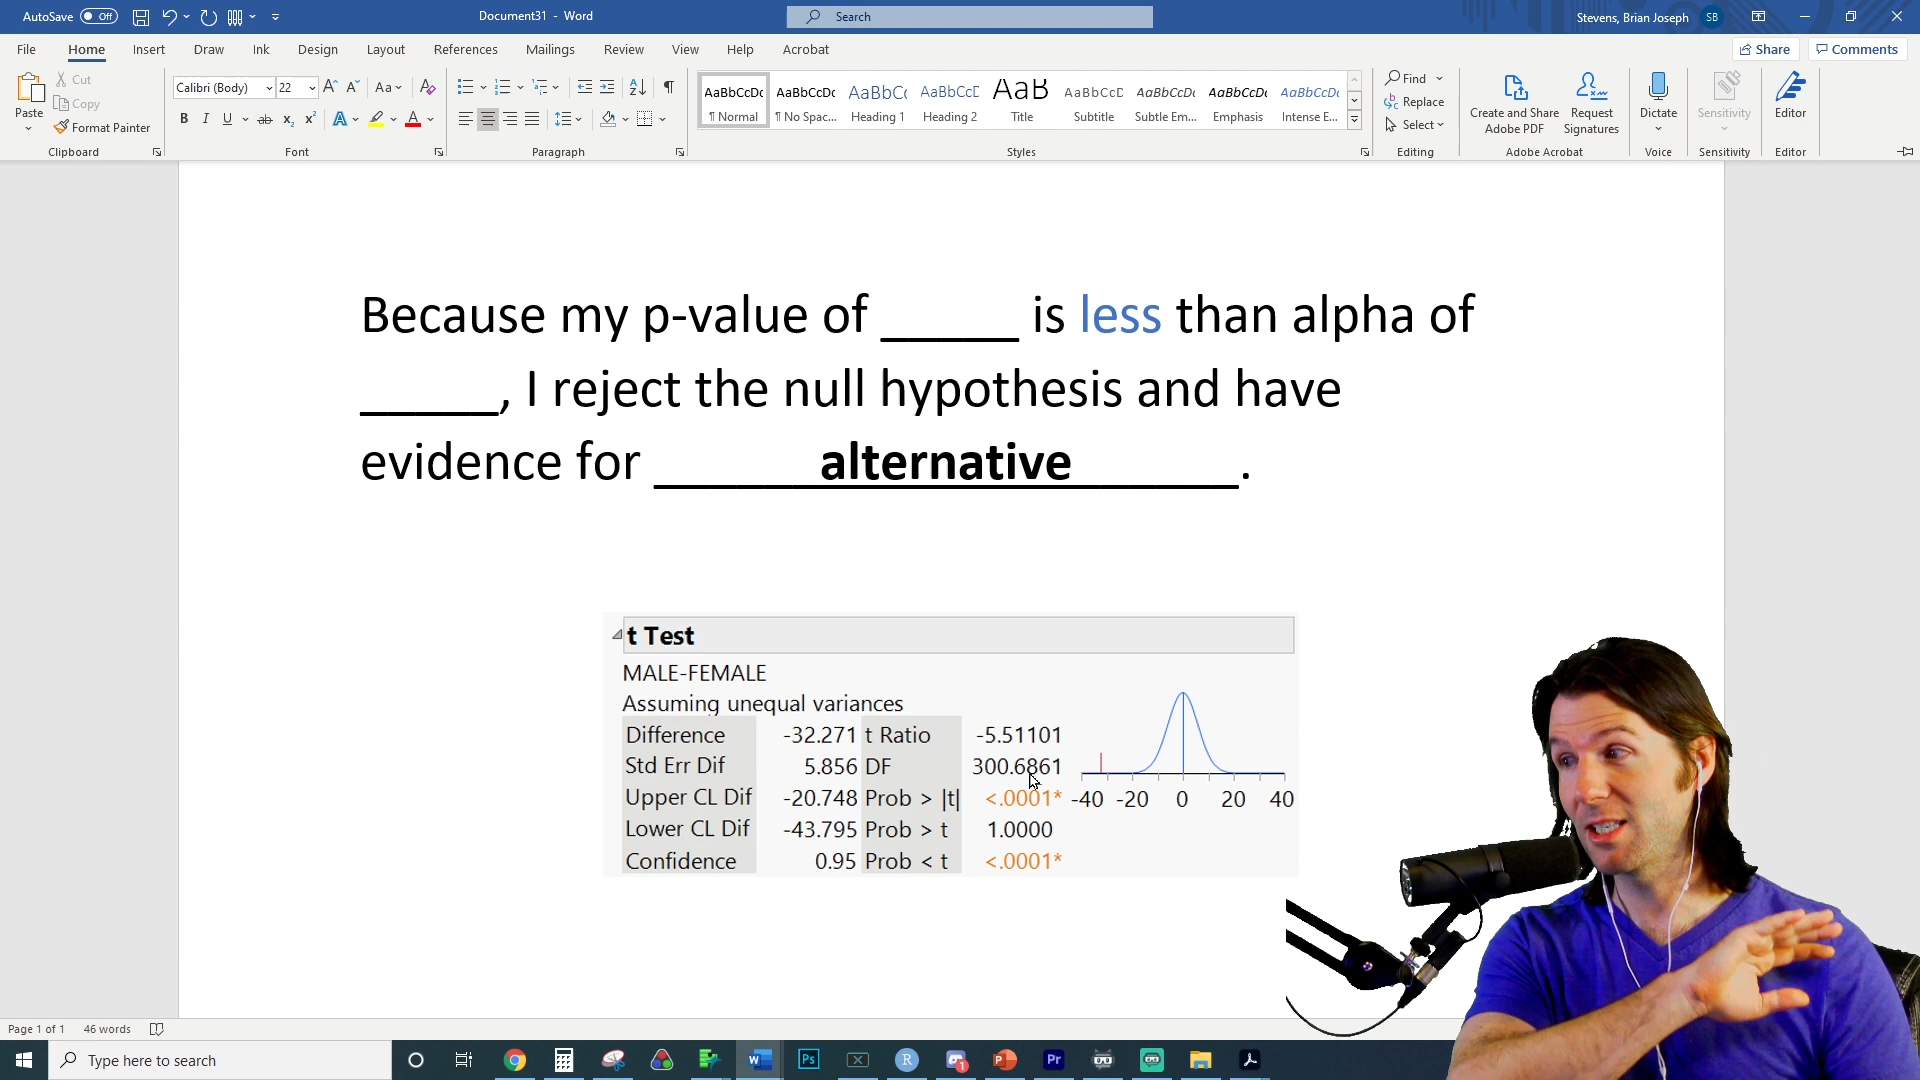 AutoSave Off Document31 - Word Search Stevens, Brian Joseph SB
File Home Insert Draw Ink Design Layout References Mailings Review View Help Acrobat Share Comments
Paste Cut Copy Format Painter Clipboard
Calibri (Body) 22 Font
Paragraph
AaBbCcDc AaBbCcDc AaBbCc AaBbCcD AaB AaBbCcD AaBbCcDc AaBbCcDc AaBbCcDc
¶ Normal ¶ No Spac... Heading 1 Heading 2 Title Subtitle Subtle Em... Emphasis Intense E...
Styles
Find Replace Select Editing
Create and Share Adobe PDF Request Signatures Adobe Acrobat
Dictate Voice
Sensitivity Sensitivity
Editor Editor
Because my p-value of _____ is less than alpha of
_____, I reject the null hypothesis and have
evidence for ______alternative______.
t Test
MALE-FEMALE
Assuming unequal variances
Difference -32.271 t Ratio -5.51101
Std Err Dif 5.856 DF 300.6861
Upper CL Dif -20.748 Prob > |t| <.0001*
Lower CL Dif -43.795 Prob > t 1.0000
Confidence 0.95 Prob < t <.0001*
-40 -20 0 20 40
Page 1 of 1 46 words
Type here to search